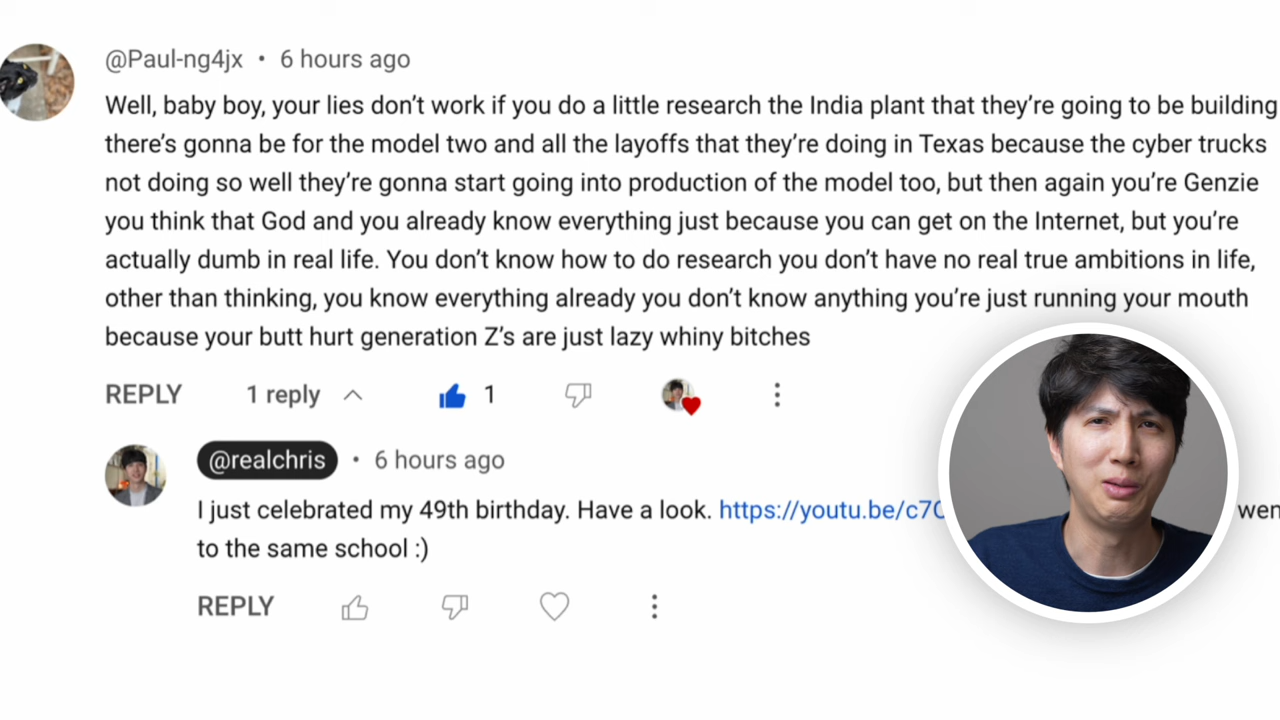 @Paul-ng4jx • 6 hours ago
Well, baby boy, your lies don’t work if you do a little research the India plant that they’re going to be building
there’s gonna be for the model two and all the layoffs that they’re doing in Texas because the cyber trucks
not doing so well they’re gonna start going into production of the model too, but then again you’re Genzie
you think that God and you already know everything just because you can get on the Internet, but you’re
actually dumb in real life. You don’t know how to do research you don’t have no real true ambitions in life,
other than thinking, you know everything already you don’t know anything you’re just running your mouth
because your butt hurt generation Z’s are just lazy whiny bitches
REPLY 1 reply 1
@realchris • 6 hours ago
I just celebrated my 49th birthday. Have a look. https://youtu.be/c7
to the same school :)
REPLY